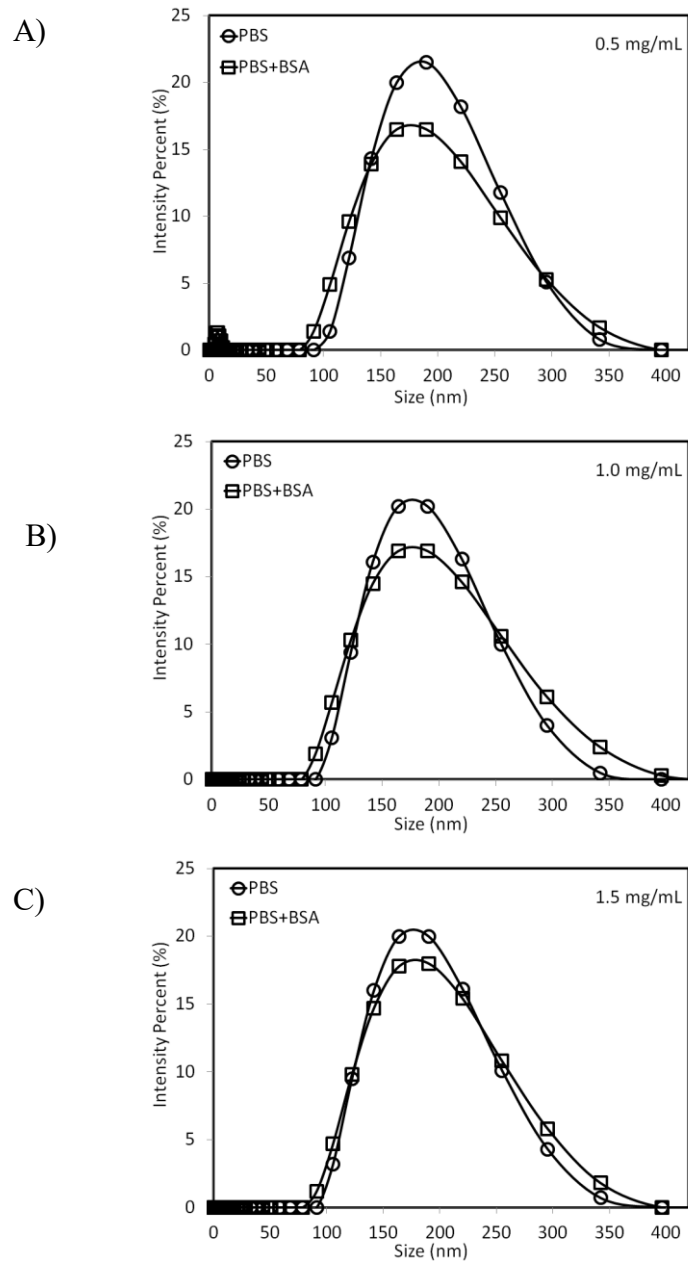 A)
25
20
15
10
5
0
Intensity Percent (%)
PBS
PBS+BSA
0.5 mg/mL
0 50 100 150 200 250 300 350 400
Size (nm)
B)
25
20
15
10
5
0
Intensity Percent (%)
PBS
PBS+BSA
1.0 mg/mL
0 50 100 150 200 250 300 350 400
Size (nm)
C)
25
20
15
10
5
0
Intensity Percent (%)
PBS
PBS+BSA
1.5 mg/mL
0 50 100 150 200 250 300 350 400
Size (nm)